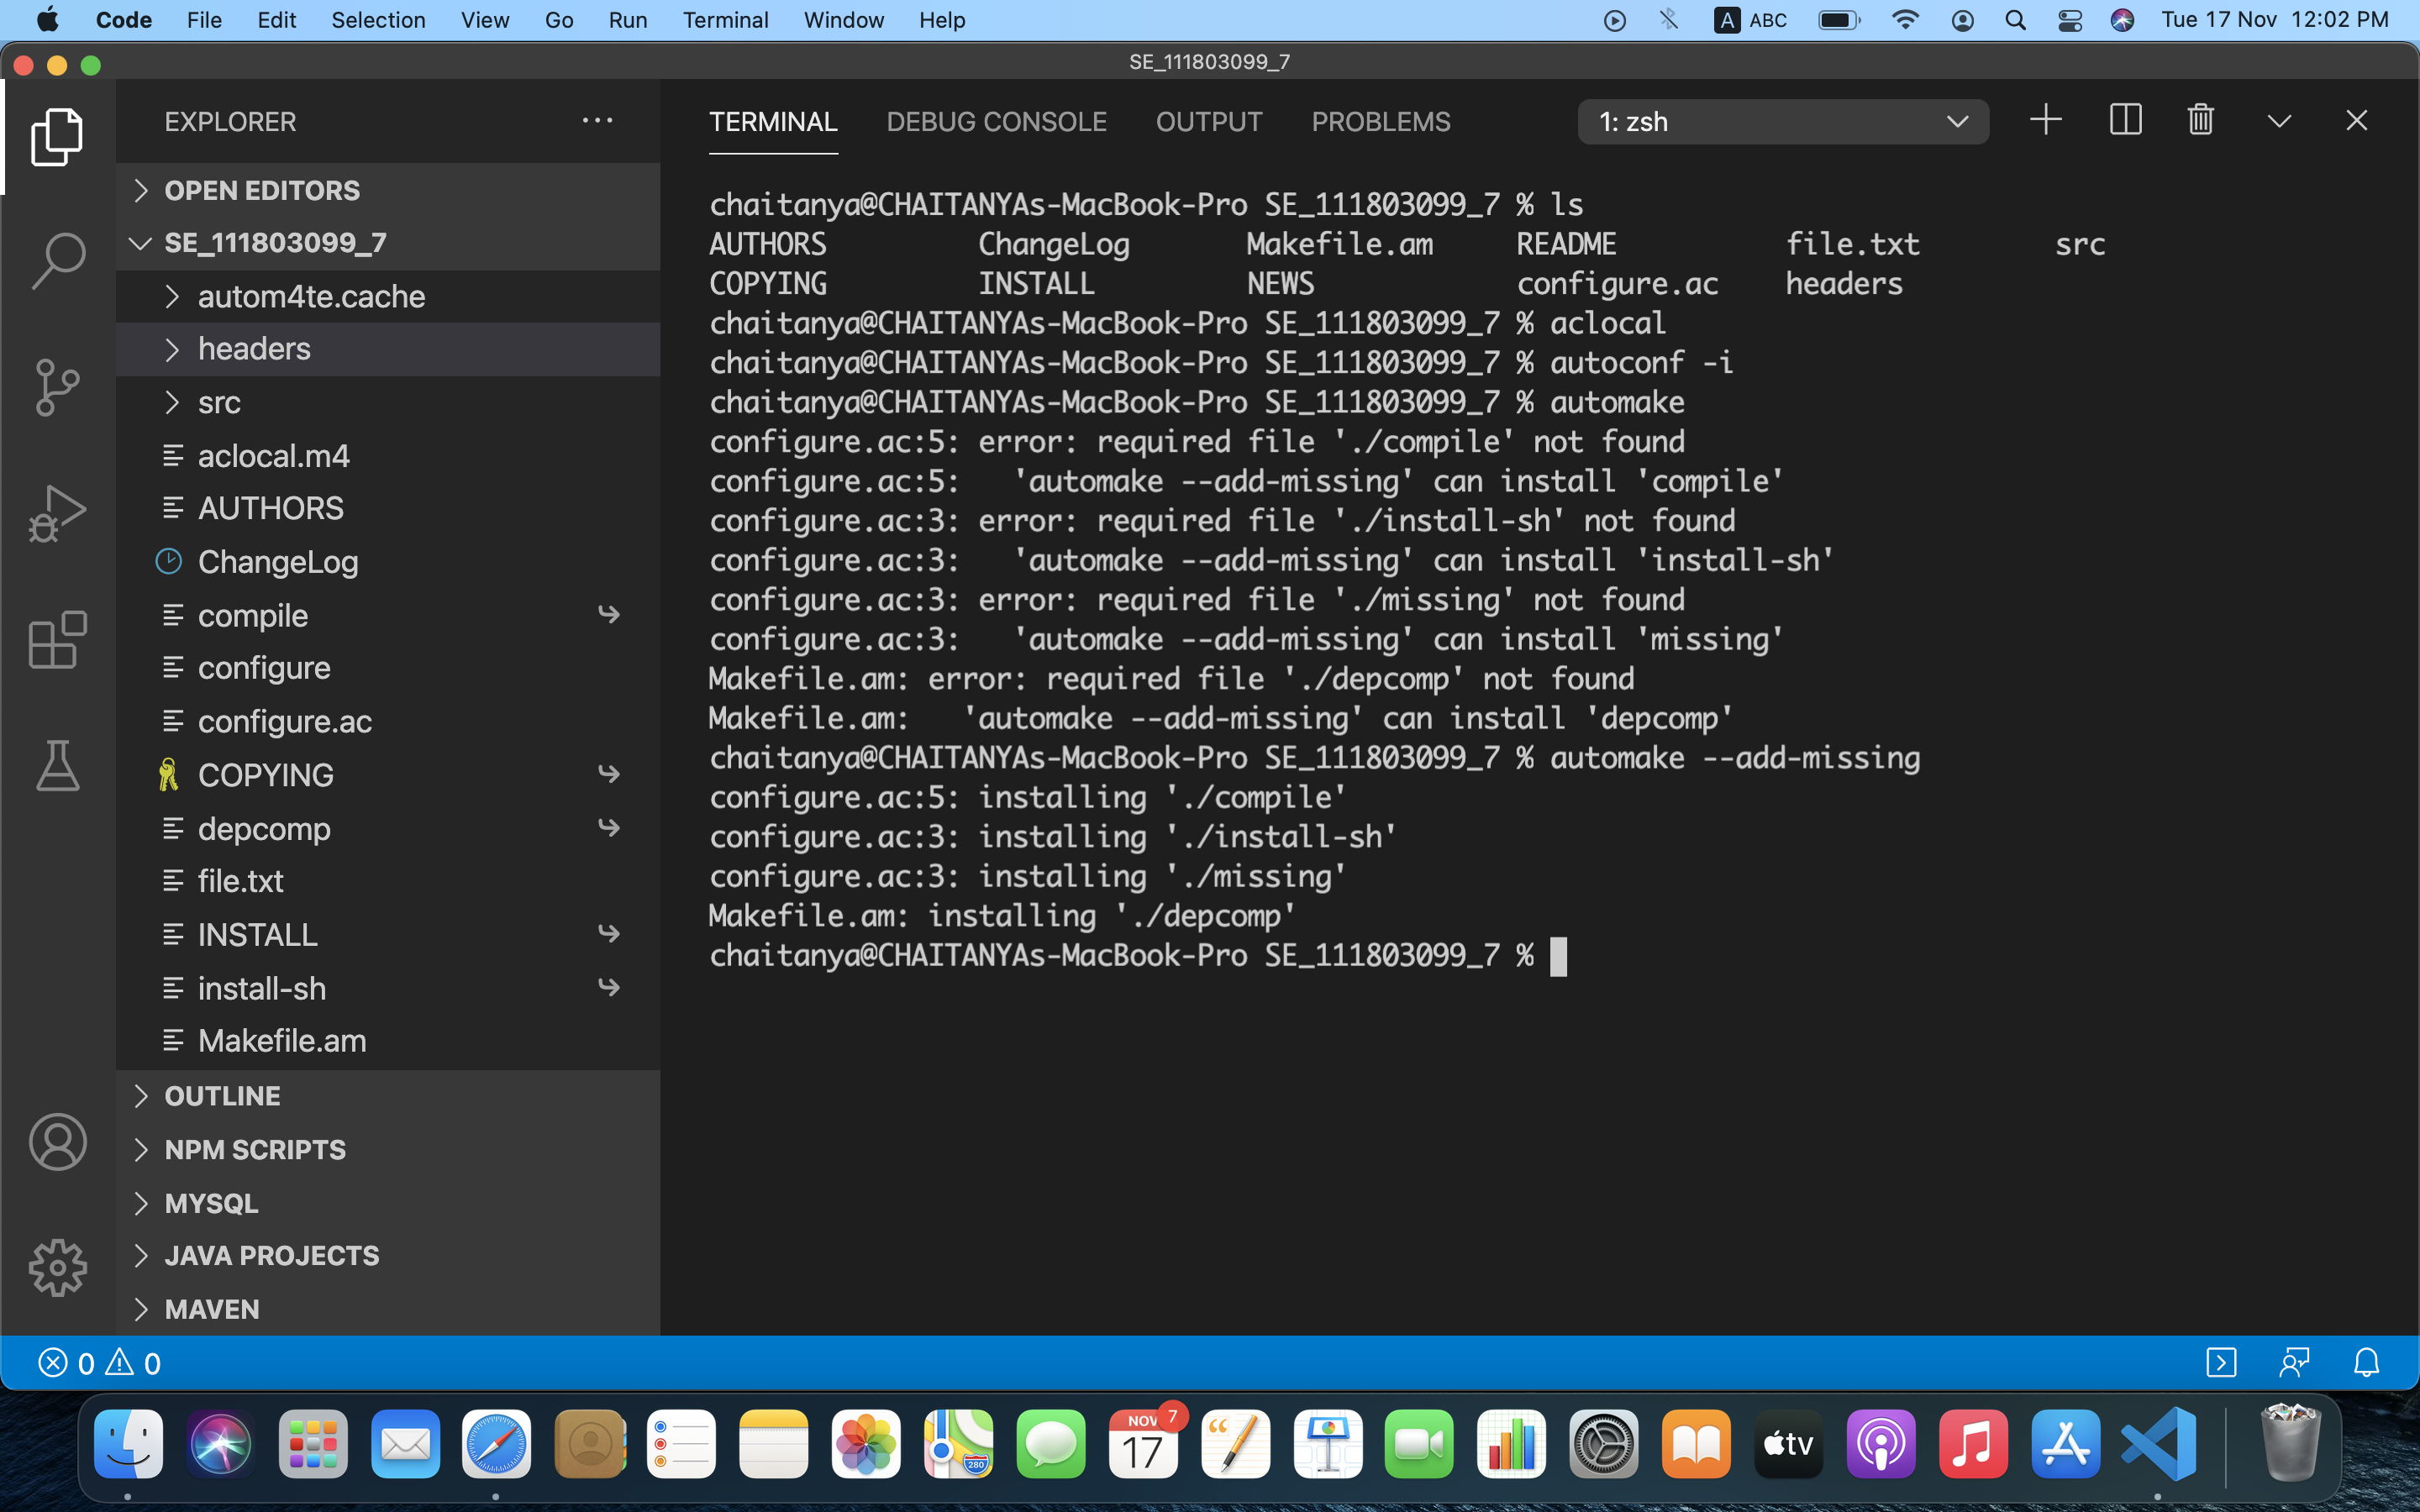 Code File Edit Selection View Go Run Terminal Window Help A ABC Tue 17 Nov 12:02 PM
SE_111803099_7
EXPLORER
OPEN EDITORS
SE_111803099_7
autom4te.cache
headers
src
aclocal.m4
AUTHORS
ChangeLog
compile
configure
configure.ac
COPYING
depcomp
file.txt
INSTALL
install-sh
Makefile.am
OUTLINE
NPM SCRIPTS
MYSQL
JAVA PROJECTS
MAVEN
TERMINAL DEBUG CONSOLE OUTPUT PROBLEMS 1: zsh
chaitanya@CHAITANYAs-MacBook-Pro SE_111803099_7 % ls
AUTHORS ChangeLog Makefile.am README file.txt src
COPYING INSTALL NEWS configure.ac headers
chaitanya@CHAITANYAs-MacBook-Pro SE_111803099_7 % aclocal
chaitanya@CHAITANYAs-MacBook-Pro SE_111803099_7 % autoconf -i
chaitanya@CHAITANYAs-MacBook-Pro SE_111803099_7 % automake
configure.ac:5: error: required file './compile' not found
configure.ac:5:   'automake --add-missing' can install 'compile'
configure.ac:3: error: required file './install-sh' not found
configure.ac:3:   'automake --add-missing' can install 'install-sh'
configure.ac:3: error: required file './missing' not found
configure.ac:3:   'automake --add-missing' can install 'missing'
Makefile.am: error: required file './depcomp' not found
Makefile.am:   'automake --add-missing' can install 'depcomp'
chaitanya@CHAITANYAs-MacBook-Pro SE_111803099_7 % automake --add-missing
configure.ac:5: installing './compile'
configure.ac:3: installing './install-sh'
configure.ac:3: installing './missing'
Makefile.am: installing './depcomp'
chaitanya@CHAITANYAs-MacBook-Pro SE_111803099_7 %
0 0
280
NOV 7
17
tv